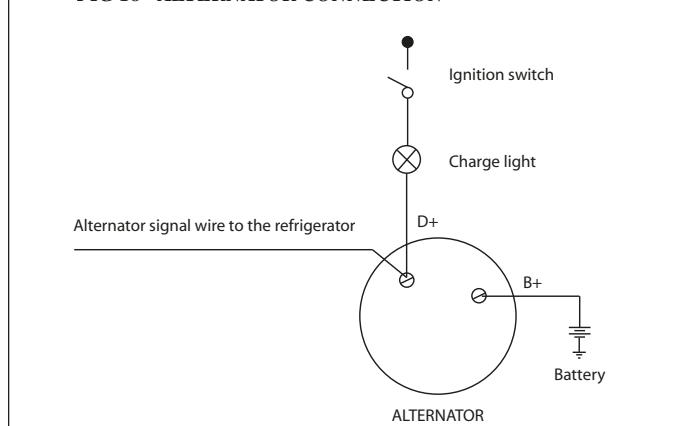 Ignition switch
Charge light
Alternator signal wire to the refrigerator
D+
B+
Battery
ALTERNATOR